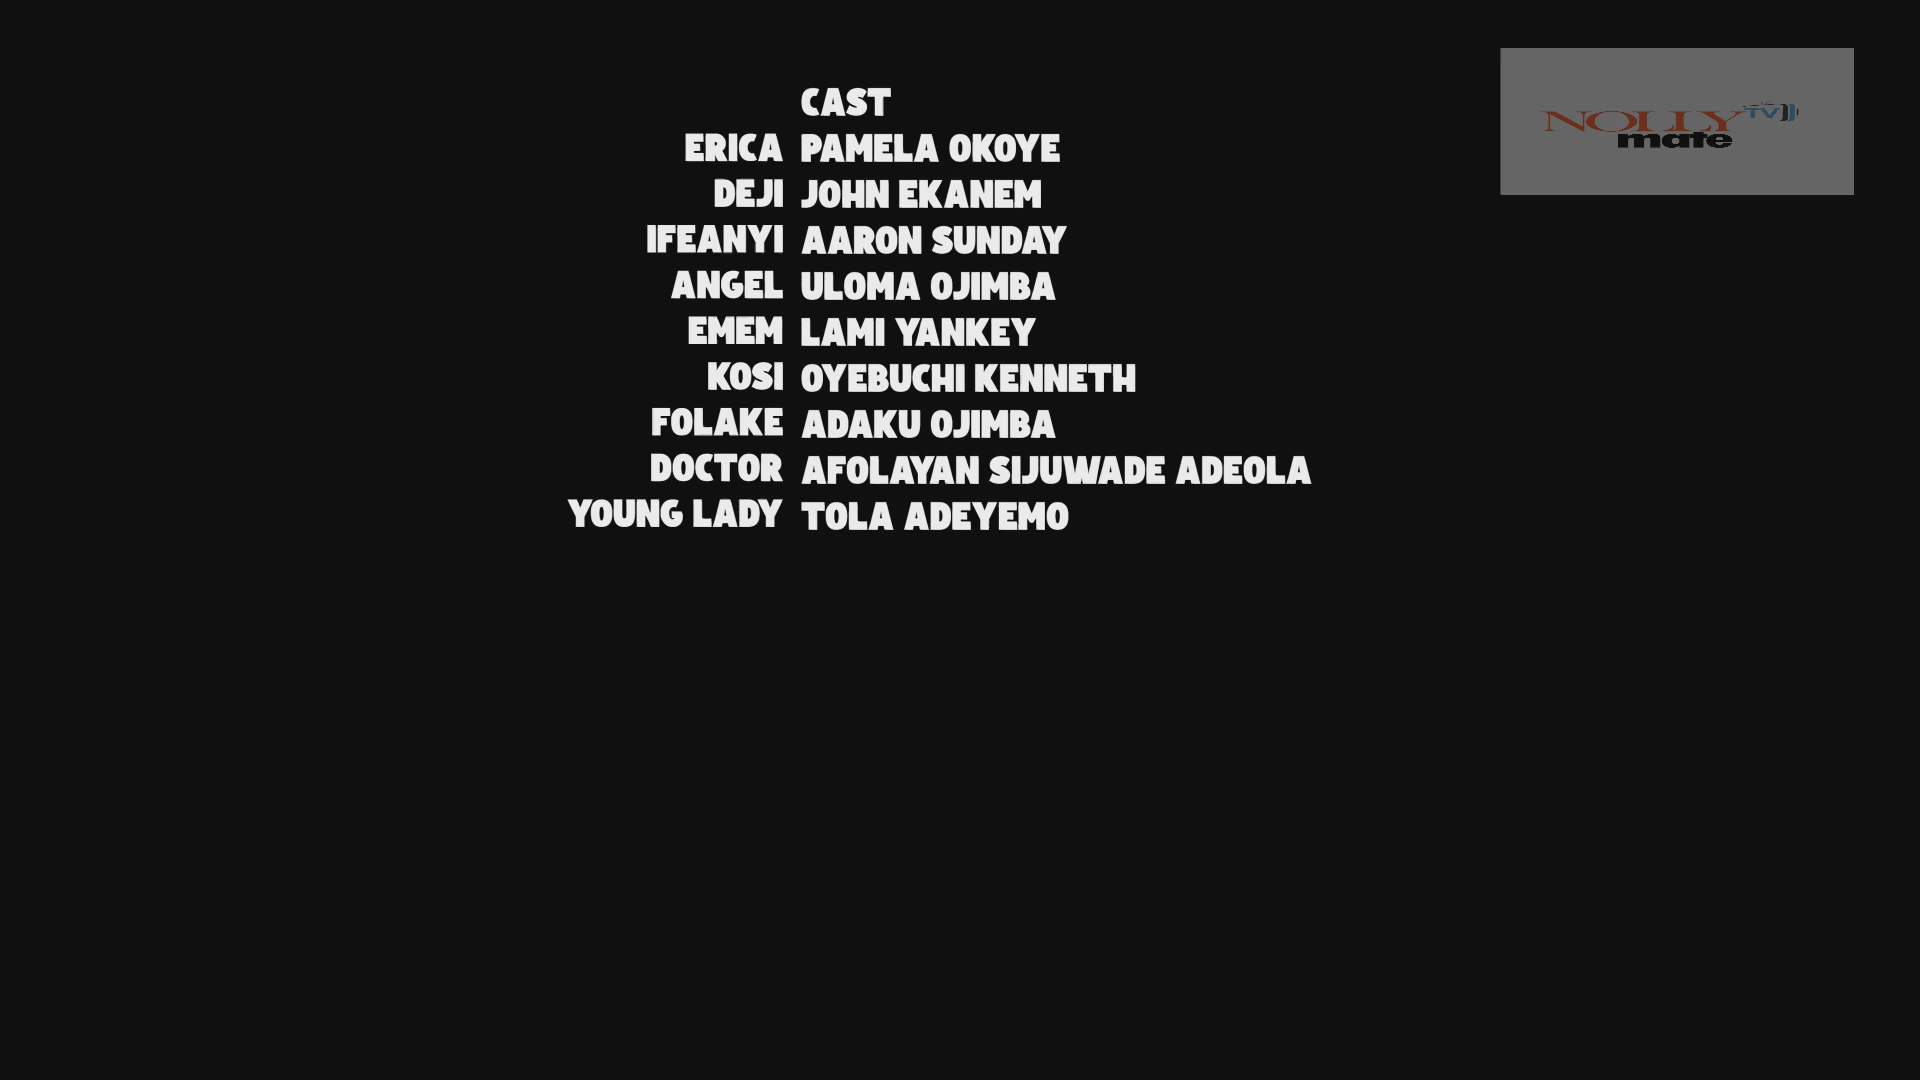 CAST
ERICA PAMELA OKOYE
DEJI JOHN EKANEM
IFEANYI AARON SUNDAY
ANGEL ULOMA OJIMBA
EMEM LAMI YANKEY
KOSI OYEBUCHI KENNETH
FOLAKE ADAKU OJIMBA
DOCTOR AFOLAYAN SIJUWADE ADEOLA
YOUNG LADY TOLA ADEYEMO
NOLLY TV
mate